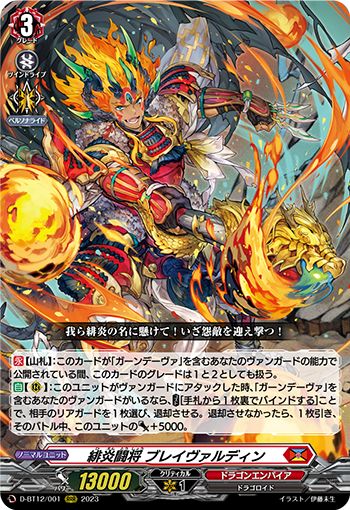 3
グレード
ツインドライブ
ペルソナライド
我ら緋炎の名に懸けて！いざ怨敵を迎え撃つ！
永【山札】：このカードが「ガーンデーヴァ」を含むあなたのヴァンガードの能力で
公開されている間、このカードのグレードは１と２としても扱う。
自【R】：このユニットがヴァンガードにアタックした時、「ガーンデーヴァ」を含む
あなたのヴァンガードがいるなら、【手札から１枚裏でバインドする】こと
で、相手のリアガードを１枚選び、退却させる。退却させなかったら、１枚引き、
そのバトル中、このユニットの+5000。
ノーマルユニット
緋炎闘将 ブレイヴァルディン
パワー 13000
クリティカル
1
ドラゴンエンパイア
ドラゴロイド
D-BT12/001 RRR 2023
イラスト／伊藤未生